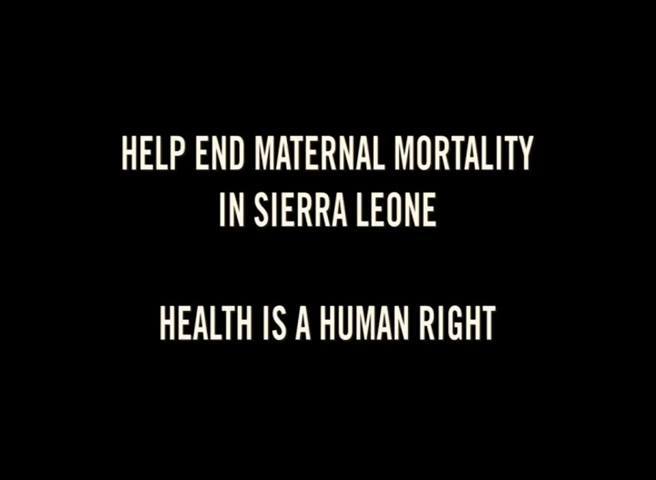 HELP END MATERNAL MORTALITY
IN SIERRA LEONE
HEALTH IS A HUMAN RIGHT